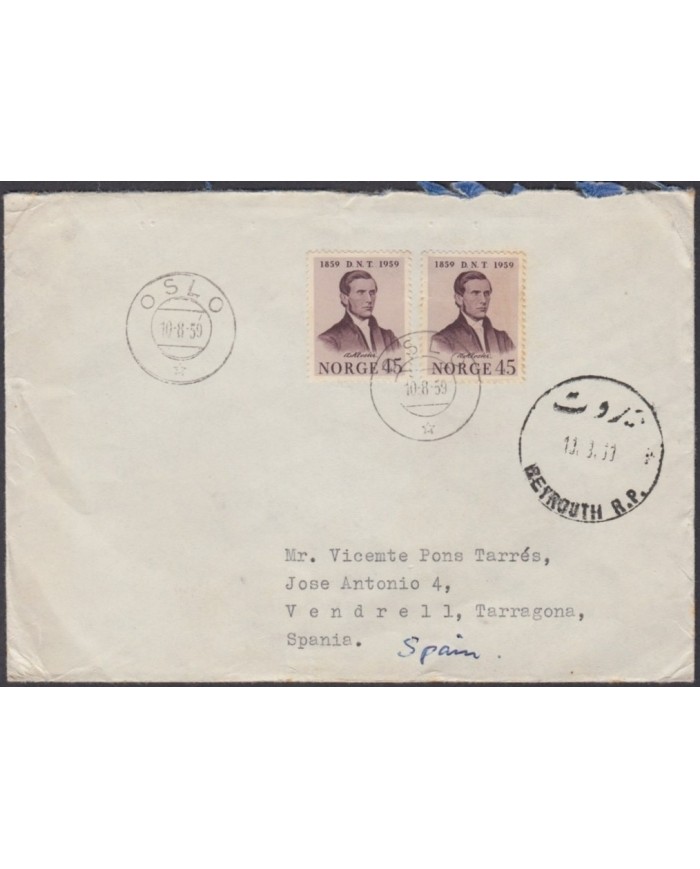 1859 D.N.T. 1959
NORGE 45
1859 D.N.T. 1959
NORGE 45
OSLO
10-8-59
OSLO
10-8-59
بيروت
BEYROUTH R.P.
Mr. Vicemte Pons Tarrés,
Jose Antonio 4,
V e n d r e l l, Tarragona,
Spania. Spain.